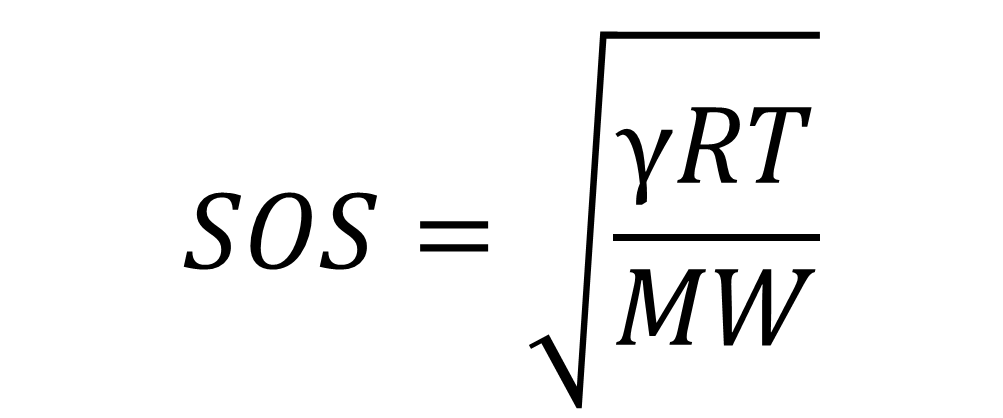 SOS = √(γRT / MW)